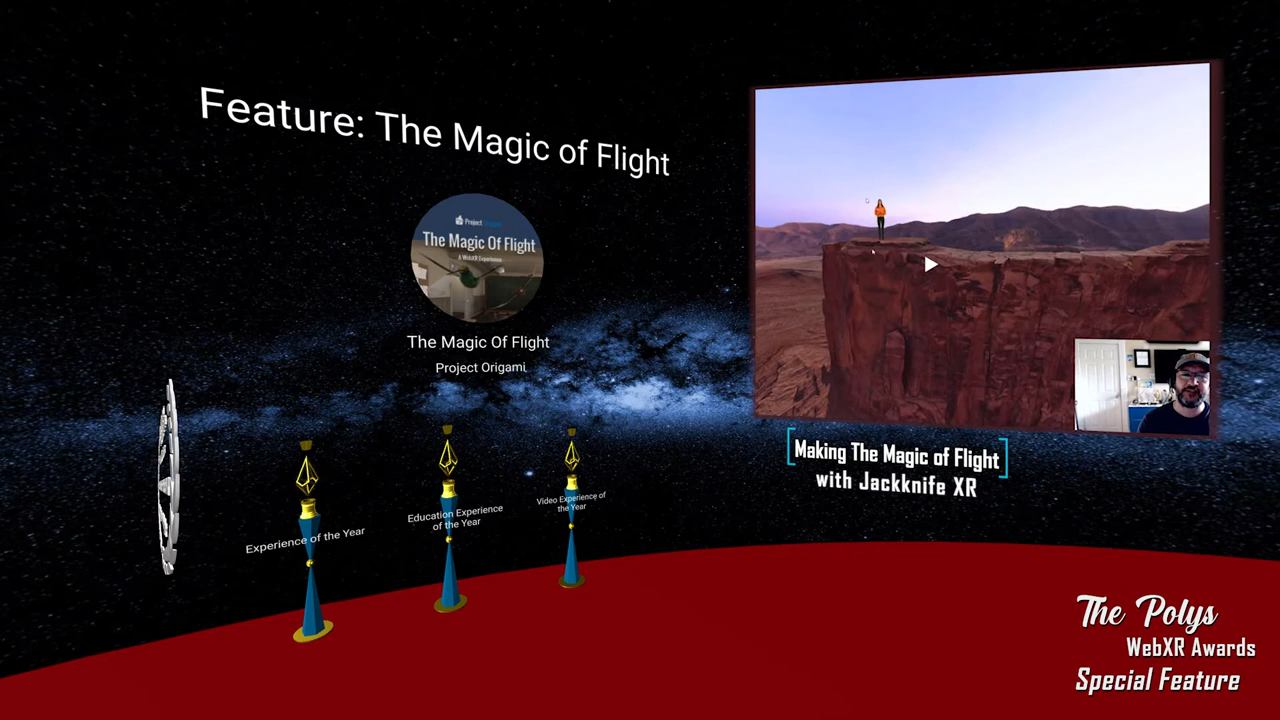 Feature: The Magic of Flight
Project Origami
The Magic Of Flight
A WebXR Experience
The Magic Of Flight
Project Origami
Experience of the Year
Education Experience
of the Year
Video Experience of
the Year
Making The Magic of Flight
with Jackknife XR
The Polys
WebXR Awards
Special Feature